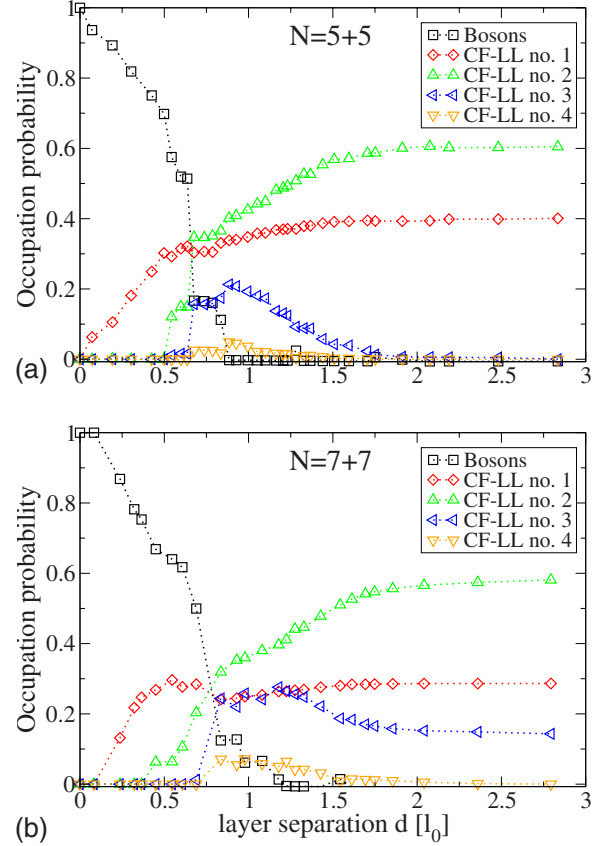 1
0.8
0.6
0.4
0.2
0
Occupation probability
N=5+5
Bosons
CF-LL no. 1
CF-LL no. 2
CF-LL no. 3
CF-LL no. 4
0 0.5 1 1.5 2 2.5 3
(a)
1
0.8
0.6
0.4
0.2
0
Occupation probability
N=7+7
Bosons
CF-LL no. 1
CF-LL no. 2
CF-LL no. 3
CF-LL no. 4
0 0.5 1 1.5 2 2.5 3
(b)
layer separation d [l₀]